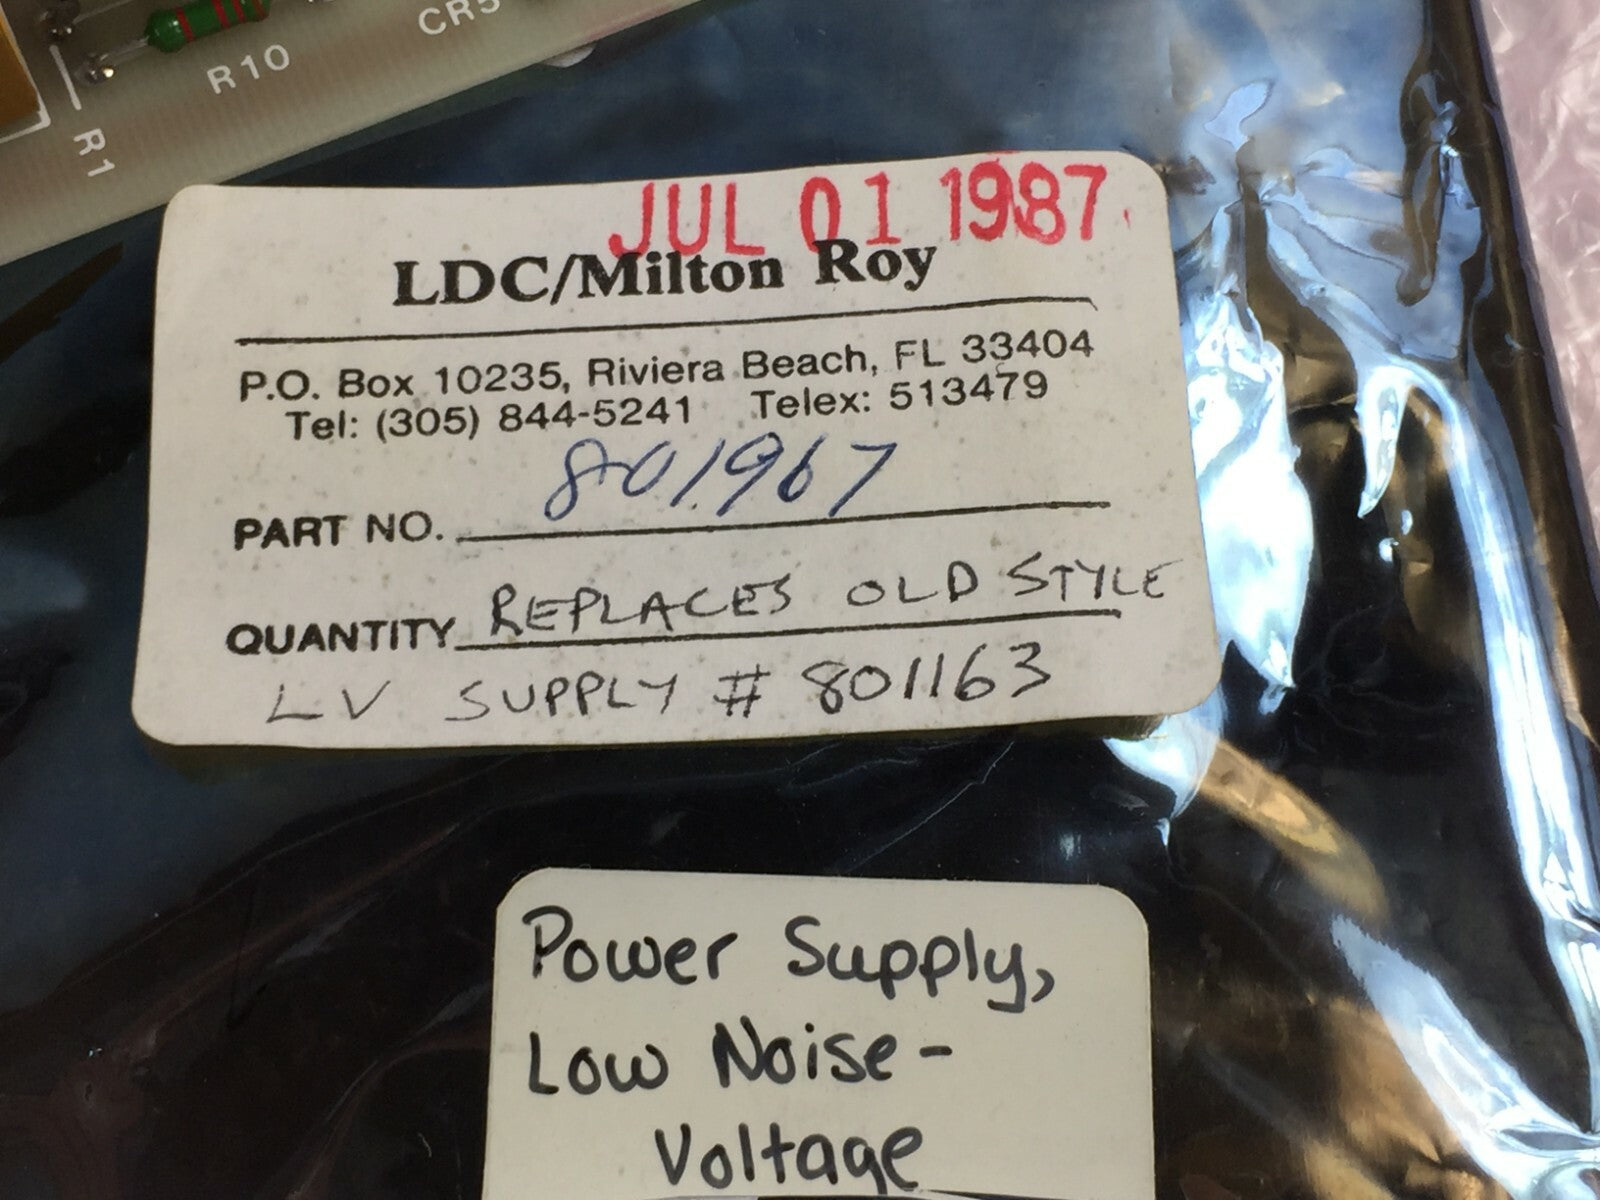 R10
CR5
R1
JUL 01 1987
LDC/Milton Roy
P.O. Box 10235, Riviera Beach, FL 33404
Tel: (305) 844-5241 Telex: 513479
PART NO. 801967
QUANTITY REPLACES OLD STYLE
LV SUPPLY # 801163
Power Supply,
Low Noise-
Voltage